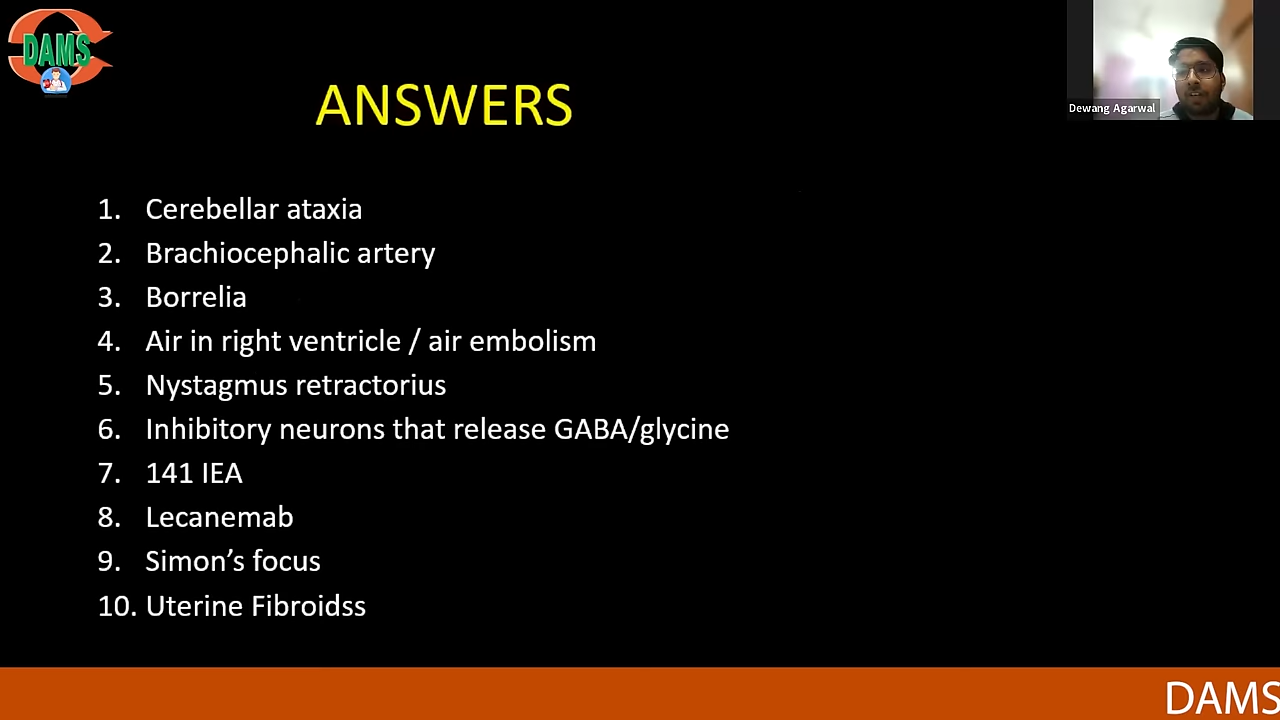 DAMS
Dewang Agarwal
ANSWERS
1. Cerebellar ataxia
2. Brachiocephalic artery
3. Borrelia
4. Air in right ventricle / air embolism
5. Nystagmus retractorius
6. Inhibitory neurons that release GABA/glycine
7. 141 IEA
8. Lecanemab
9. Simon’s focus
10. Uterine Fibroidss
DAMS